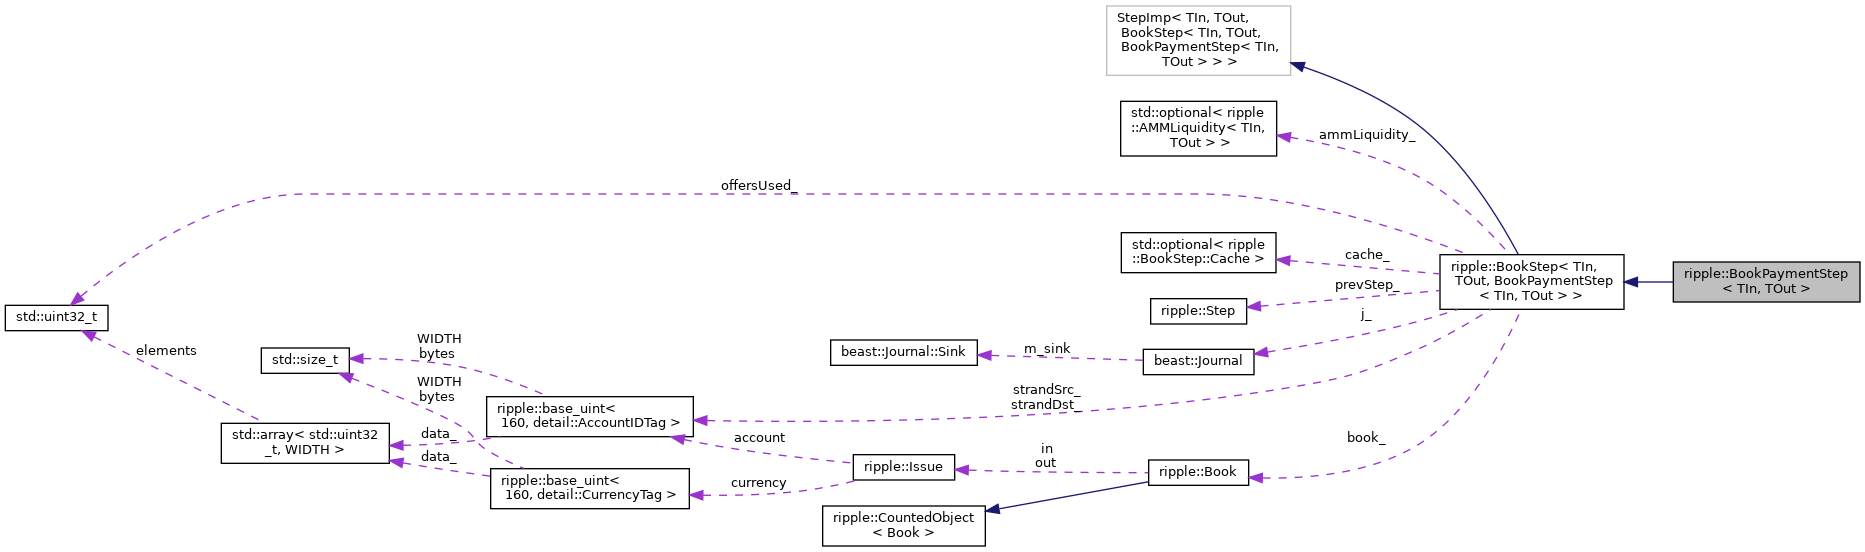 StepImp< TIn, TOut,
BookStep< TIn, TOut,
BookPaymentStep< TIn,
TOut > > >
std::optional< ripple
::AMMLiquidity< TIn,
TOut > >
ammLiquidity_
offersUsed_
std::optional< ripple
::BookStep::Cache >
cache_
ripple::BookStep< TIn,
TOut, BookPaymentStep
< TIn, TOut > >
ripple::BookPaymentStep
< TIn, TOut >
prevStep_
ripple::Step
j_
std::uint32_t
elements
std::size_t
WIDTH
bytes
WIDTH
bytes
beast::Journal::Sink
m_sink
beast::Journal
strandSrc_
strandDst_
ripple::base_uint<
160, detail::AccountIDTag >
std::array< std::uint32
_t, WIDTH >
data_
data_
account
book_
ripple::base_uint<
160, detail::CurrencyTag >
currency
ripple::Issue
in
out
ripple::Book
ripple::CountedObject
< Book >